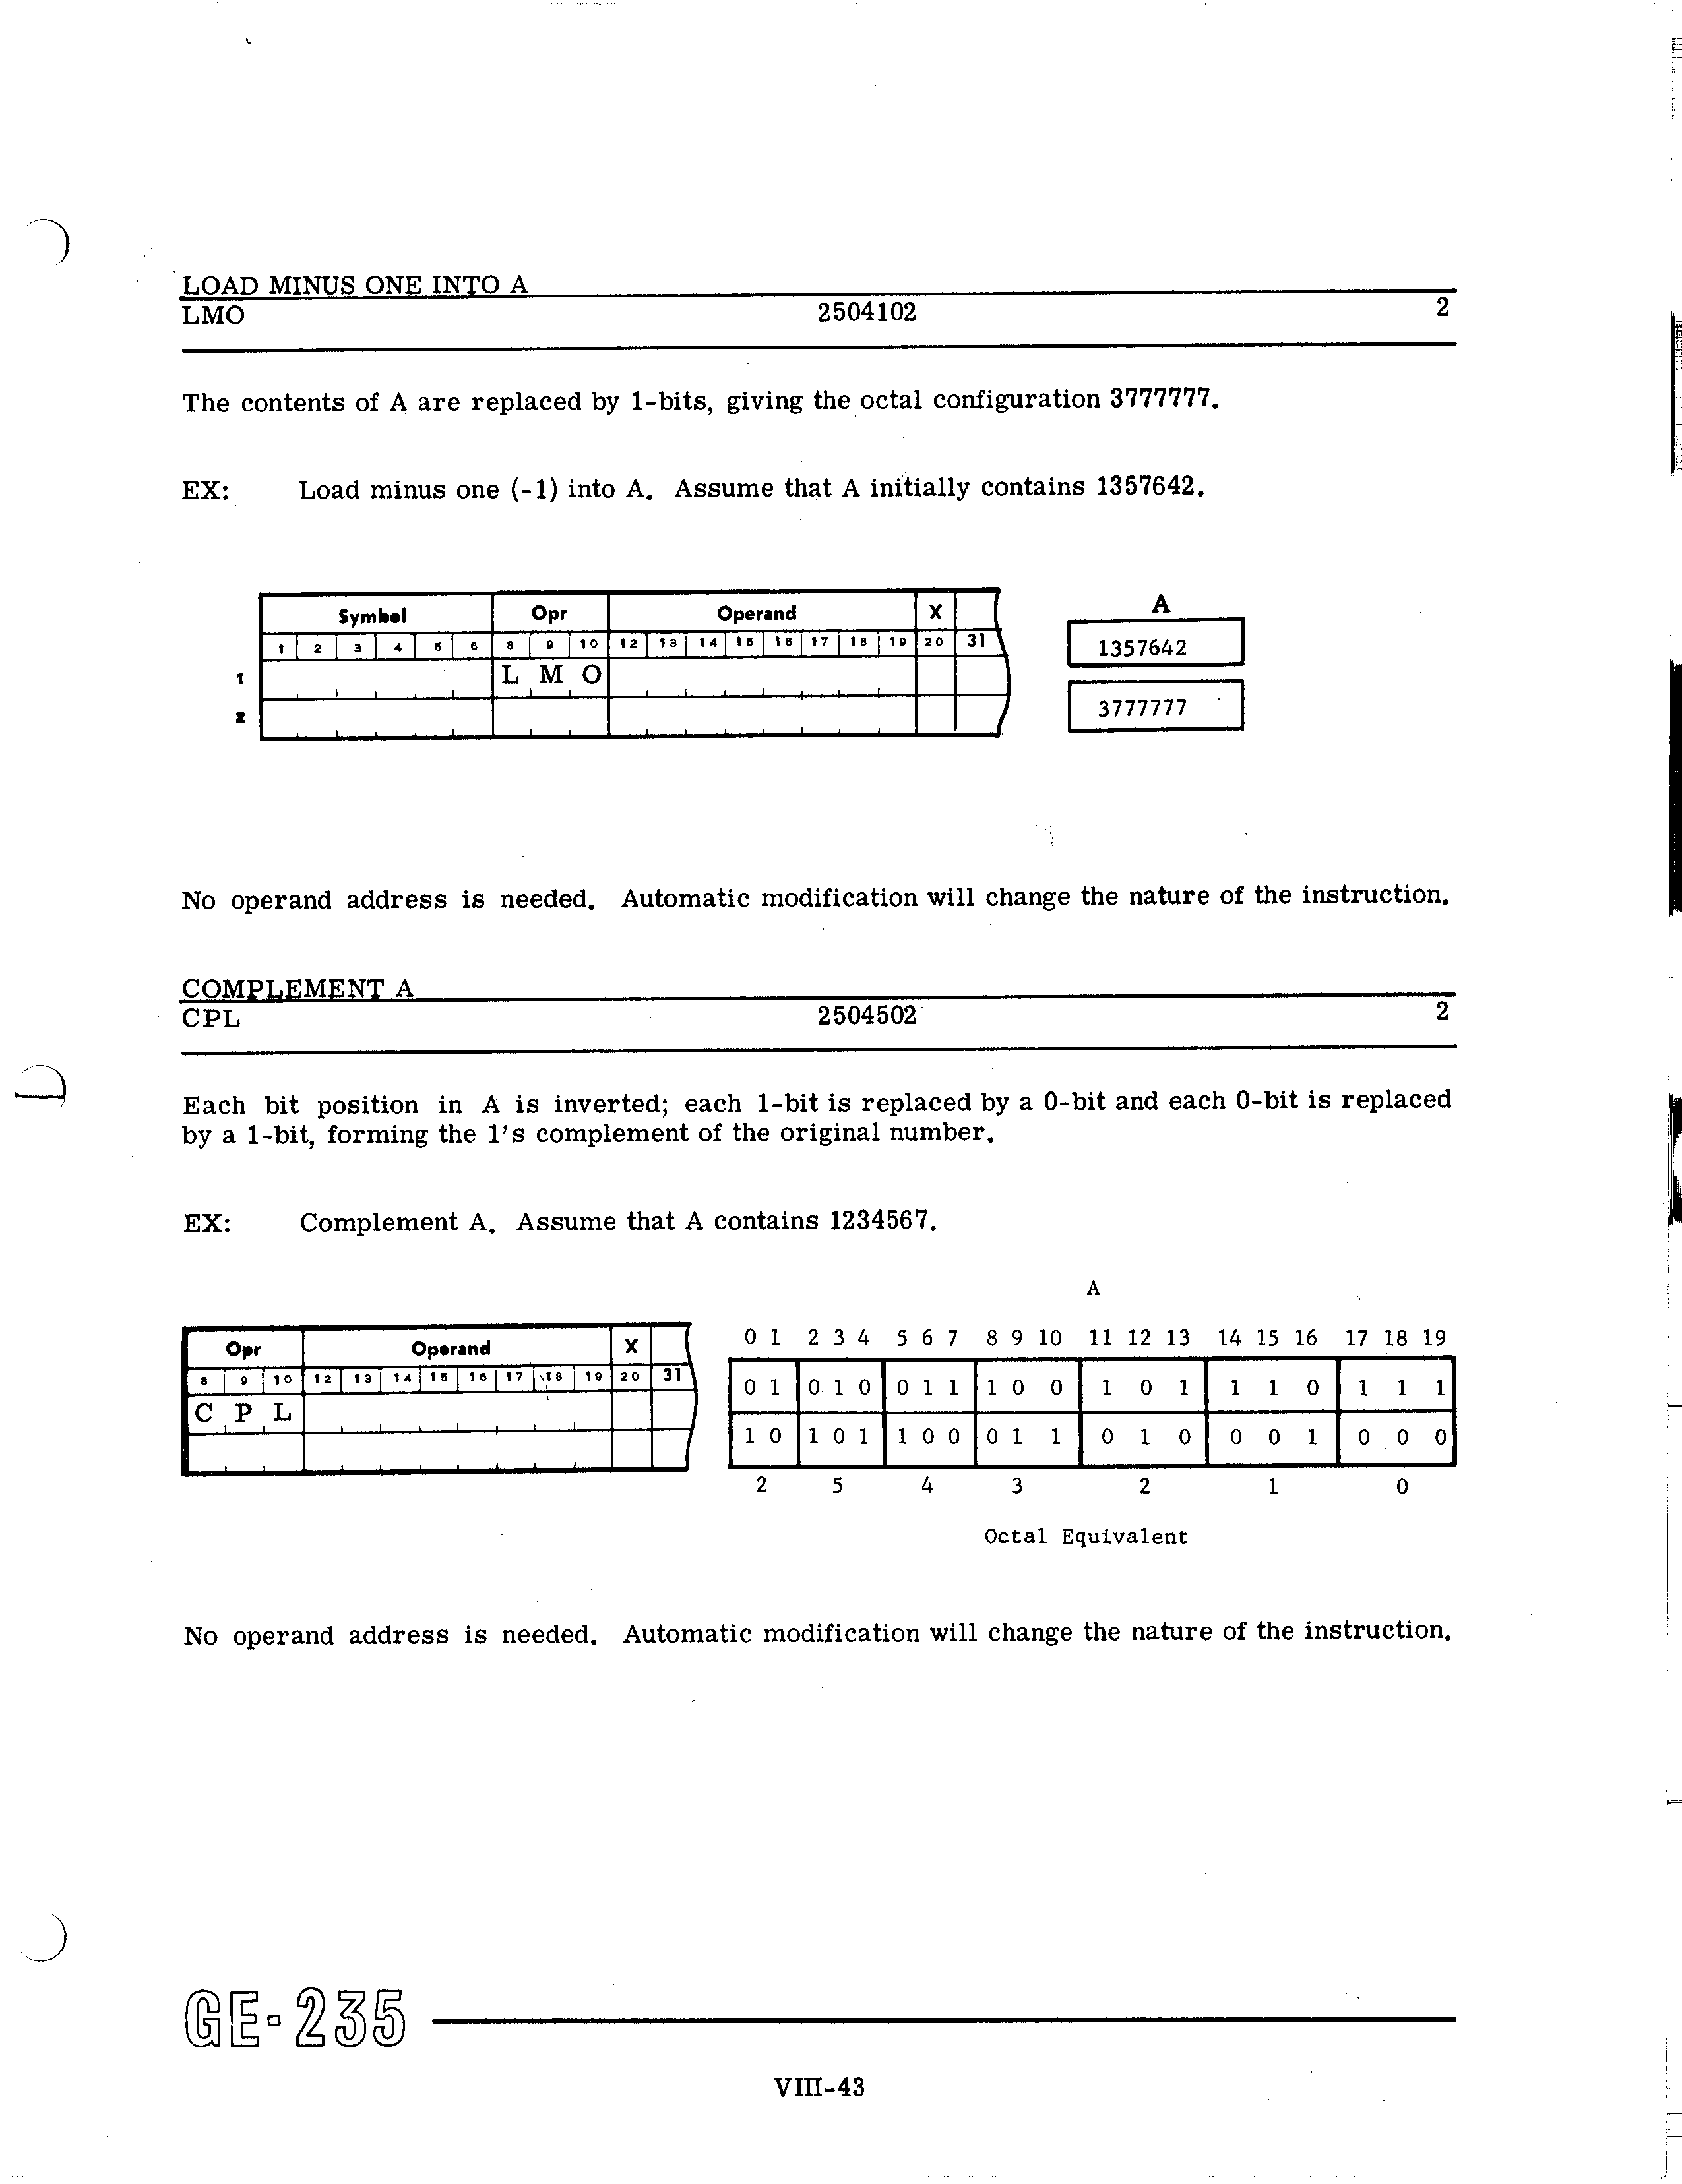 LOAD MINUS ONE INTO A
LMO 2504102 2
The contents of A are replaced by 1-bits, giving the octal configuration 3777777.
EX: Load minus one (-1) into A. Assume that A initially contains 1357642.
Symbol Opr Operand X A
1 2 3 4 5 6 8 9 10 12 13 14 15 16 17 18 19 20 31 1357642
1 L M O
2 3777777
No operand address is needed. Automatic modification will change the nature of the instruction.
COMPLEMENT A
CPL 2504502 2
Each bit position in A is inverted; each 1-bit is replaced by a 0-bit and each 0-bit is replaced
by a 1-bit, forming the 1's complement of the original number.
EX: Complement A. Assume that A contains 1234567.
A
Opr Operand X 0 1 2 3 4 5 6 7 8 9 10 11 12 13 14 15 16 17 18 19
8 9 10 12 13 14 15 16 17 18 19 20 31 0 1 0 1 0 0 1 1 1 0 0 1 0 1 1 1 0 1 1 1
C P L 1 0 1 0 1 1 0 0 0 1 1 0 1 0 0 0 1 0 0 0
2 5 4 3 2 1 0
Octal Equivalent
No operand address is needed. Automatic modification will change the nature of the instruction.
GE-235
VIII-43